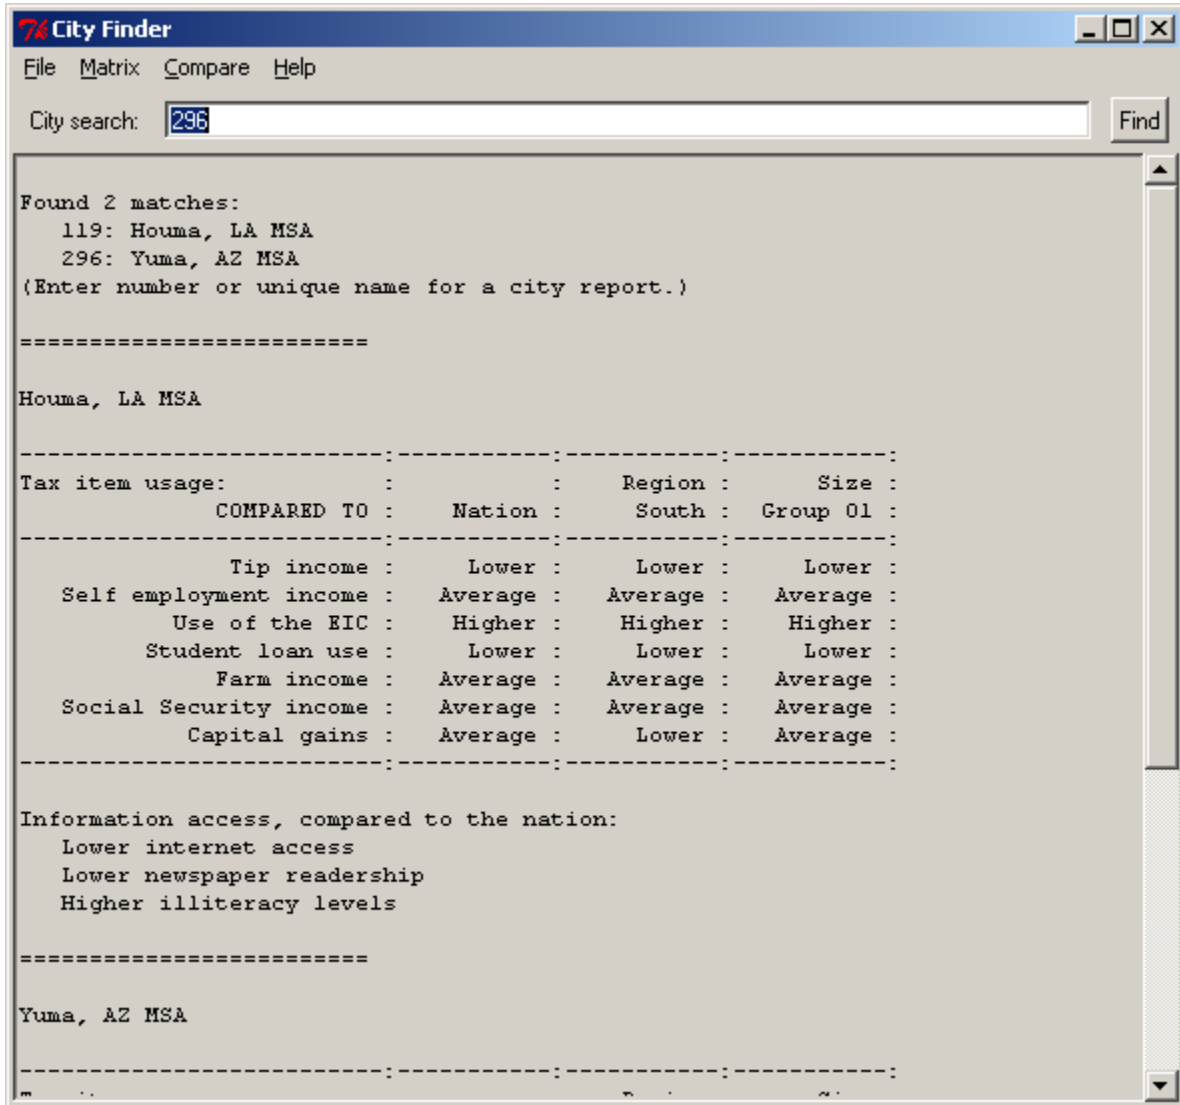 City Finder
File Matrix Compare Help
City search: 296 Find
Found 2 matches:
   119: Houma, LA MSA
   296: Yuma, AZ MSA
(Enter number or unique name for a city report.)
=========================
Houma, LA MSA
--------------------------:-----------:-----------:-----------:
Tax item usage:           :           :    Region :      Size :
              COMPARED TO :    Nation :     South :  Group 01 :
--------------------------:-----------:-----------:-----------:
               Tip income :     Lower :     Lower :     Lower :
   Self employment income :   Average :   Average :   Average :
           Use of the EIC :    Higher :    Higher :    Higher :
         Student loan use :     Lower :     Lower :     Lower :
              Farm income :   Average :   Average :   Average :
   Social Security income :   Average :   Average :   Average :
            Capital gains :   Average :     Lower :   Average :
--------------------------:-----------:-----------:-----------:
Information access, compared to the nation:
   Lower internet access
   Lower newspaper readership
   Higher illiteracy levels
=========================
Yuma, AZ MSA
--------------------------:-----------:-----------:-----------: